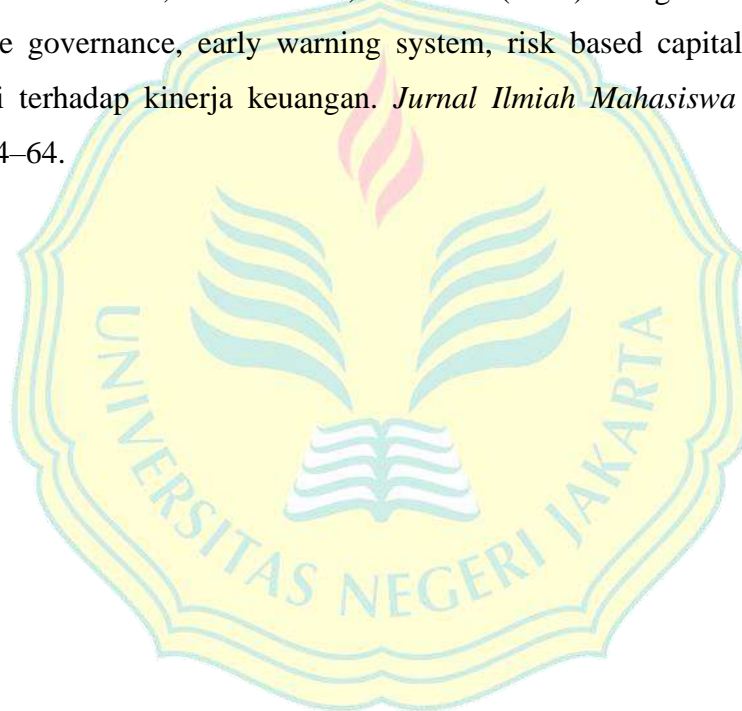 e governance, early warning system, risk based capital
i terhadap kinerja keuangan. Jurnal Ilmiah Mahasiswa
4–64.
UNIVERSITAS NEGERI JAKARTA